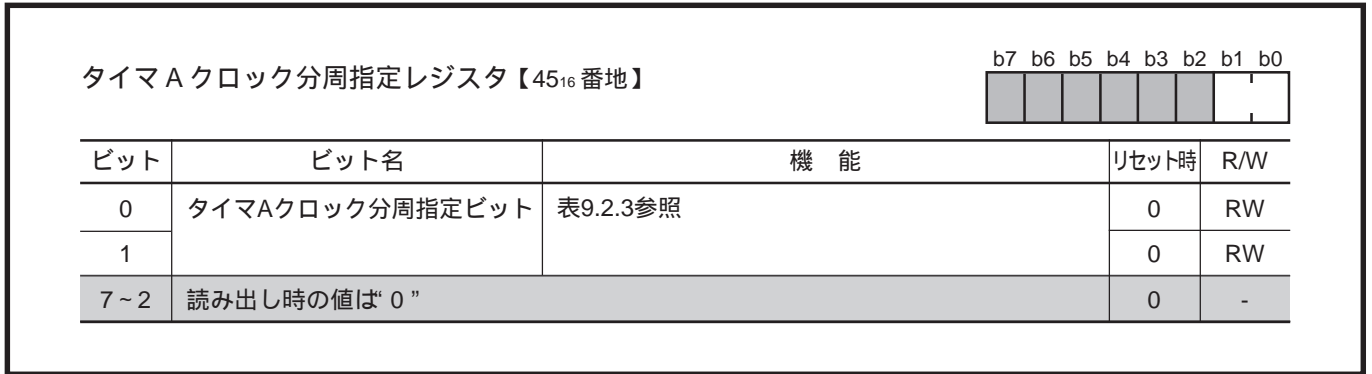 タイマ A クロック分周指定レジスタ【45₁₆ 番地】
b7 b6 b5 b4 b3 b2 b1 b0
ビット ビット名 機 能 リセット時 R/W
0 タイマAクロック分周指定ビット 表9.2.3参照 0 RW
1 0 RW
7 ~ 2 読み出し時の値は“ 0 ” 0 -